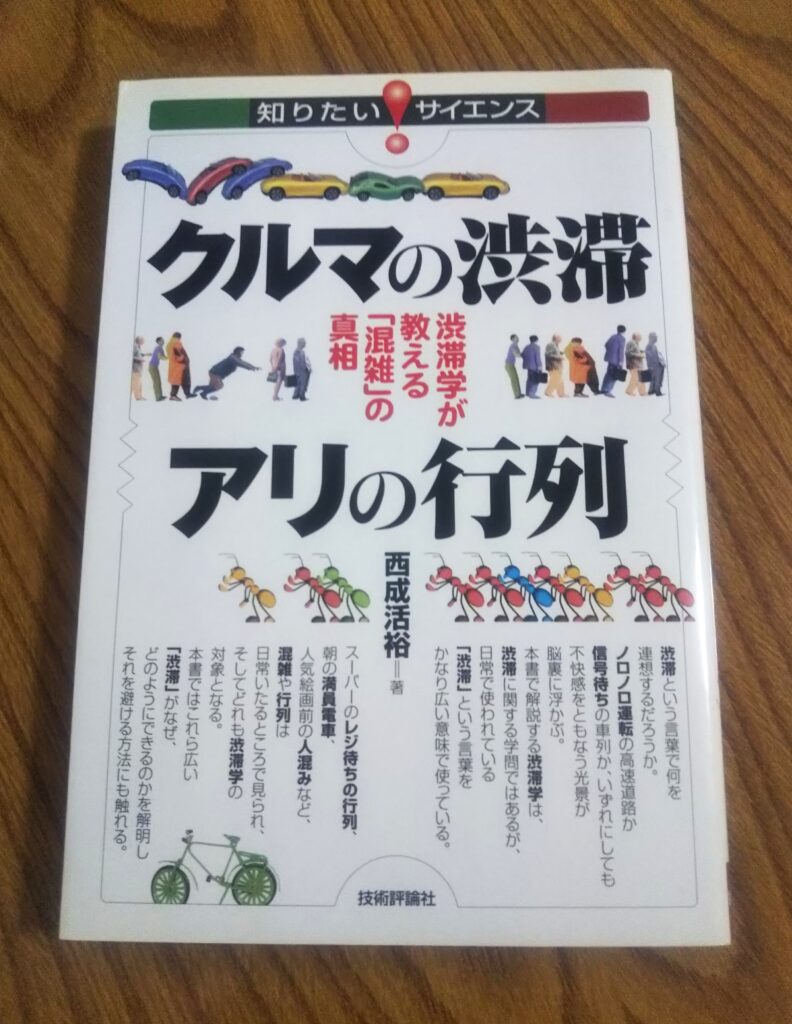 知りたい！サイエンス
クルマの渋滞
渋滞学が
教える
「混雑」の
真相
アリの行列
西成活裕＝著
渋滞という言葉で何を
連想するだろうか。
ノロノロ運転の高速道路か
信号待ちの車列か、いずれにしても
不快感をともなう光景が
脳裏に浮かぶ。
本書で解説する渋滞学は、
渋滞に関する学問ではあるが、
日常で使われている
「渋滞」という言葉を
かなり広い意味で使っている。
スーパーのレジ待ちの行列、
朝の満員電車、
人気絵画前の人混みなど、
混雑や行列は
日常いたるところで見られ、
そしてどれも渋滞学の
対象となる。
本書ではこれら広い
「渋滞」がなぜ、
どのようにできるのかを解明し
それを避ける方法にも触れる。
技術評論社